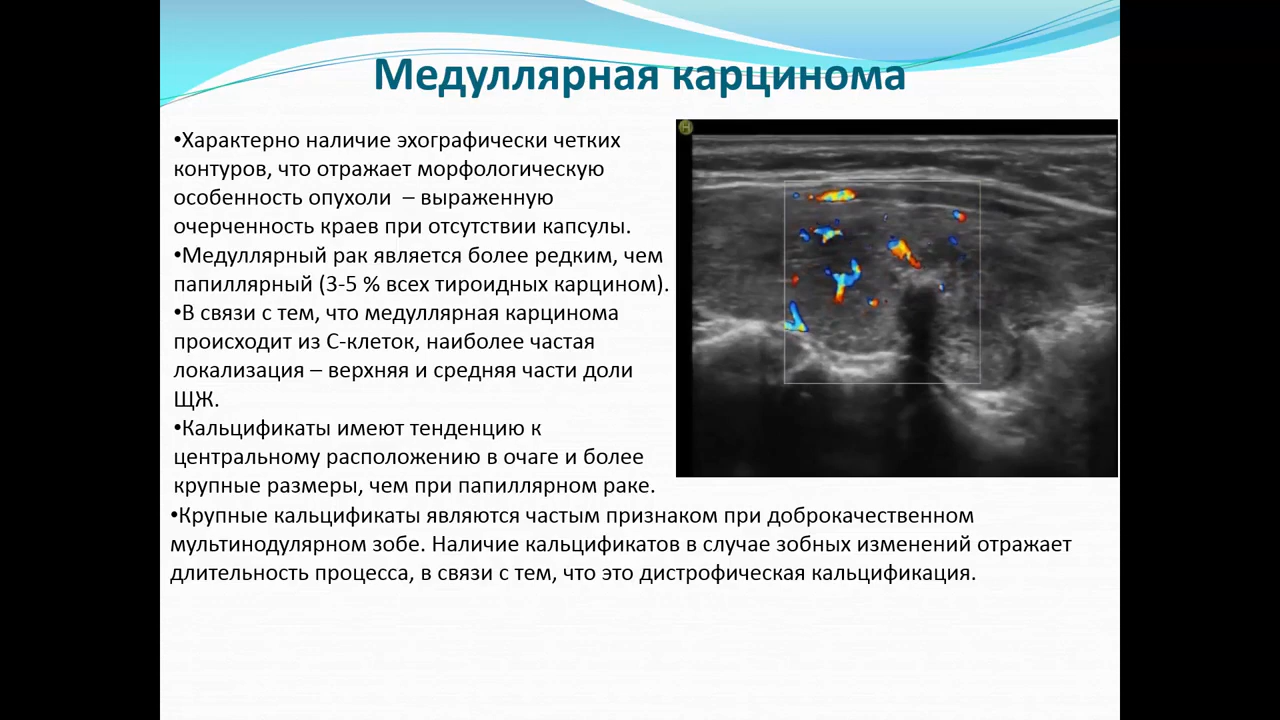 Медуллярная карцинома
•Характерно наличие эхографически четких
контуров, что отражает морфологическую
особенность опухоли – выраженную
очерченность краев при отсутствии капсулы.
•Медуллярный рак является более редким, чем
папиллярный (3-5 % всех тироидных карцином).
•В связи с тем, что медуллярная карцинома
происходит из С-клеток, наиболее частая
локализация – верхняя и средняя части доли
ЩЖ.
•Кальцификаты имеют тенденцию к
центральному расположению в очаге и более
крупные размеры, чем при папиллярном раке.
•Крупные кальцификаты являются частым признаком при доброкачественном
мультинодулярном зобе. Наличие кальцификатов в случае зобных изменений отражает
длительность процесса, в связи с тем, что это дистрофическая кальцификация.